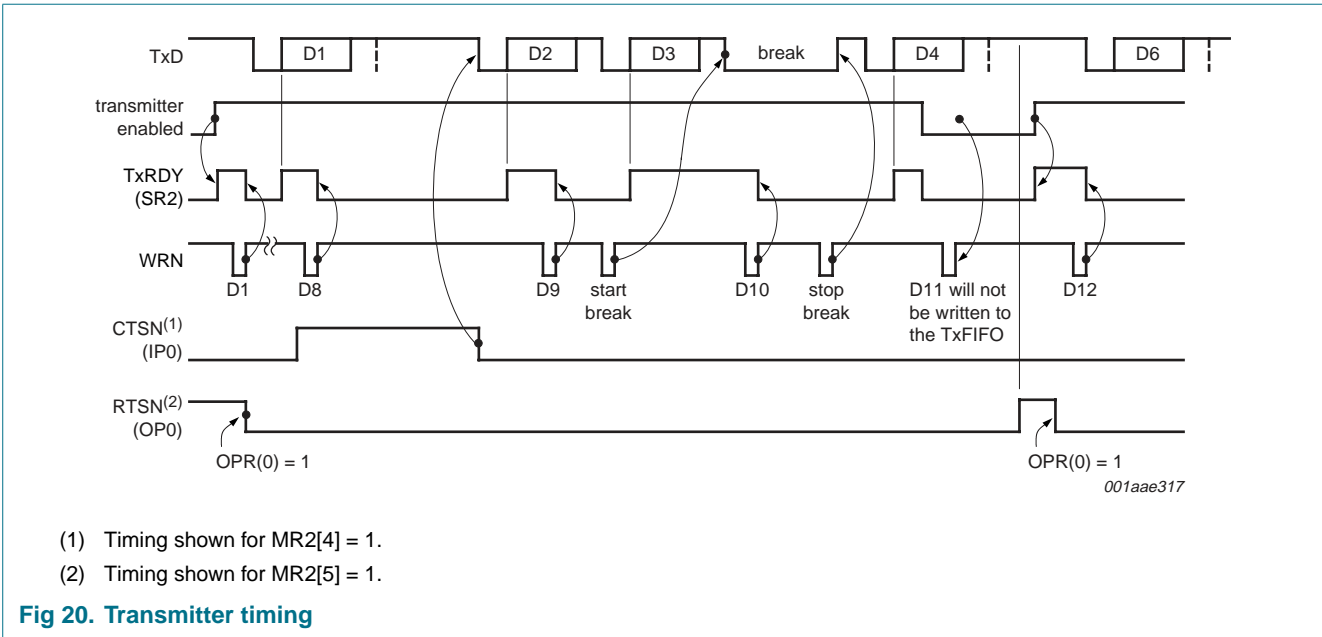 TxD
D1
D2
D3
break
D4
D6
transmitter
enabled
TxRDY
(SR2)
WRN
D1
D8
D9
start
break
D10
stop
break
D11 will not
be written to
the TxFIFO
D12
CTSN(1)
(IP0)
RTSN(2)
(OP0)
OPR(0) = 1
OPR(0) = 1
001aae317
(1) Timing shown for MR2[4] = 1.
(2) Timing shown for MR2[5] = 1.
Fig 20. Transmitter timing